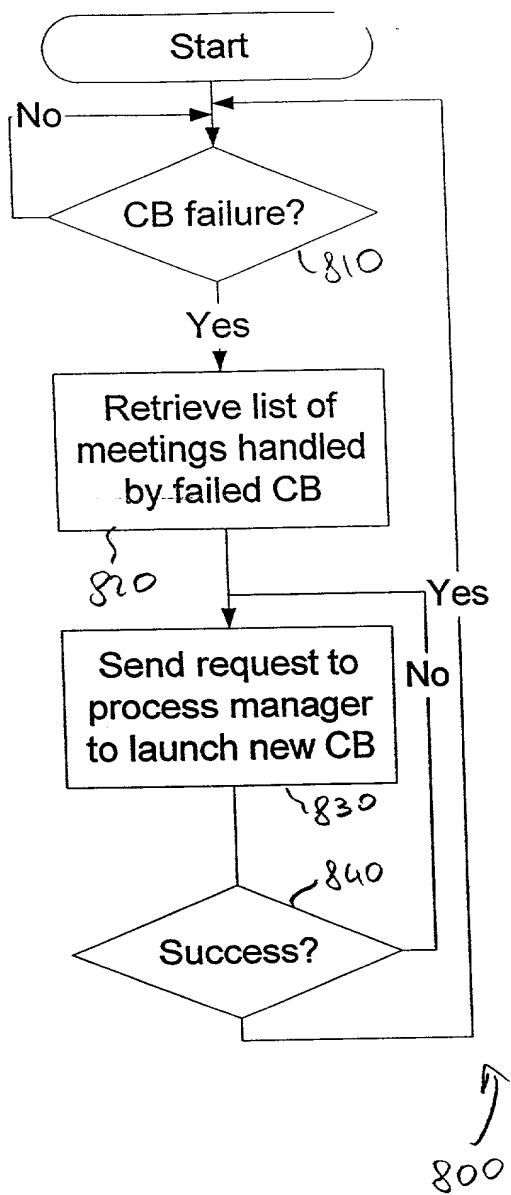 Start
No
CB failure?
810
Yes
Retrieve list of
meetings handled
by failed CB
820
Yes
Send request to
process manager
to launch new CB
No
830
840
Success?
800